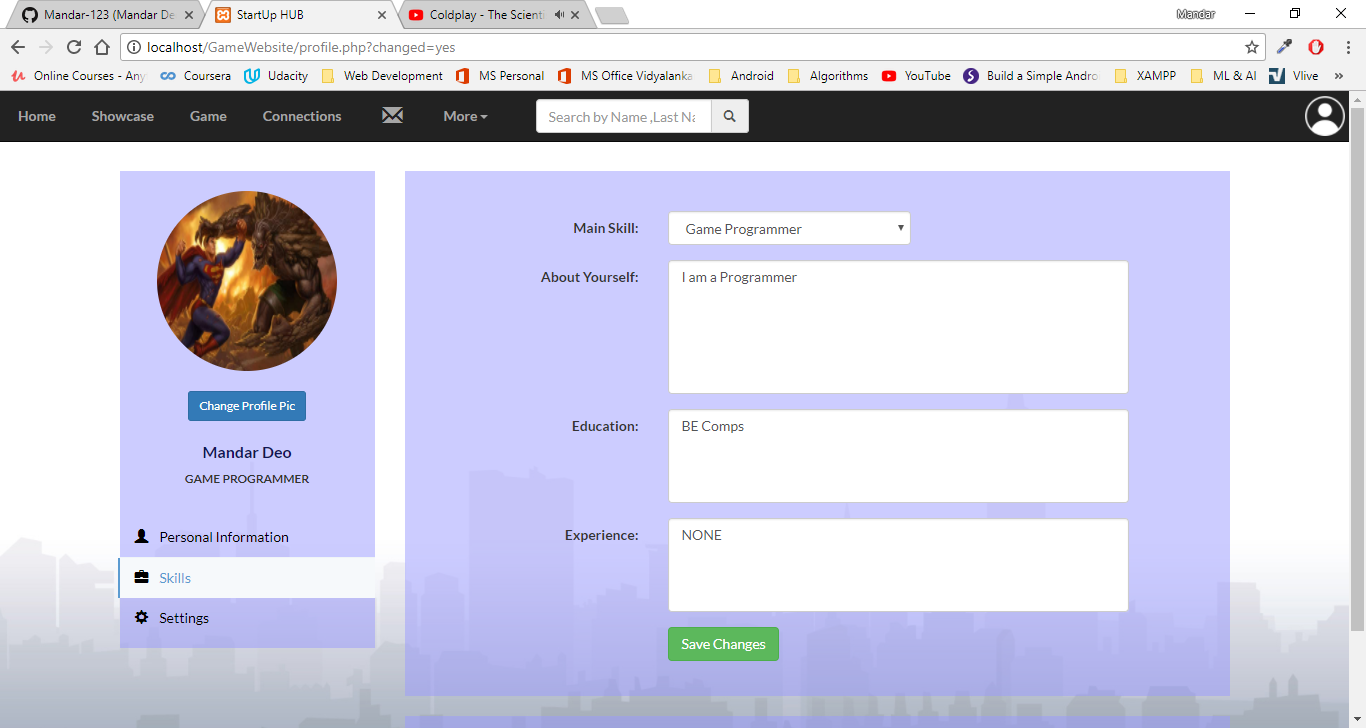 Mandar-123 (Mandar De
StartUp HUB
Coldplay - The Scienti
Mandar
localhost/GameWebsite/profile.php?changed=yes
Online Courses - Any
Coursera
Udacity
Web Development
MS Personal
MS Office Vidyalanka
Android
Algorithms
YouTube
Build a Simple Andro
XAMPP
ML & AI
Vlive
»
Home
Showcase
Game
Connections
More
Search by Name ,Last Na
Change Profile Pic
Mandar Deo
GAME PROGRAMMER
Personal Information
Skills
Settings
Main Skill:
Game Programmer
About Yourself:
I am a Programmer
Education:
BE Comps
Experience:
NONE
Save Changes